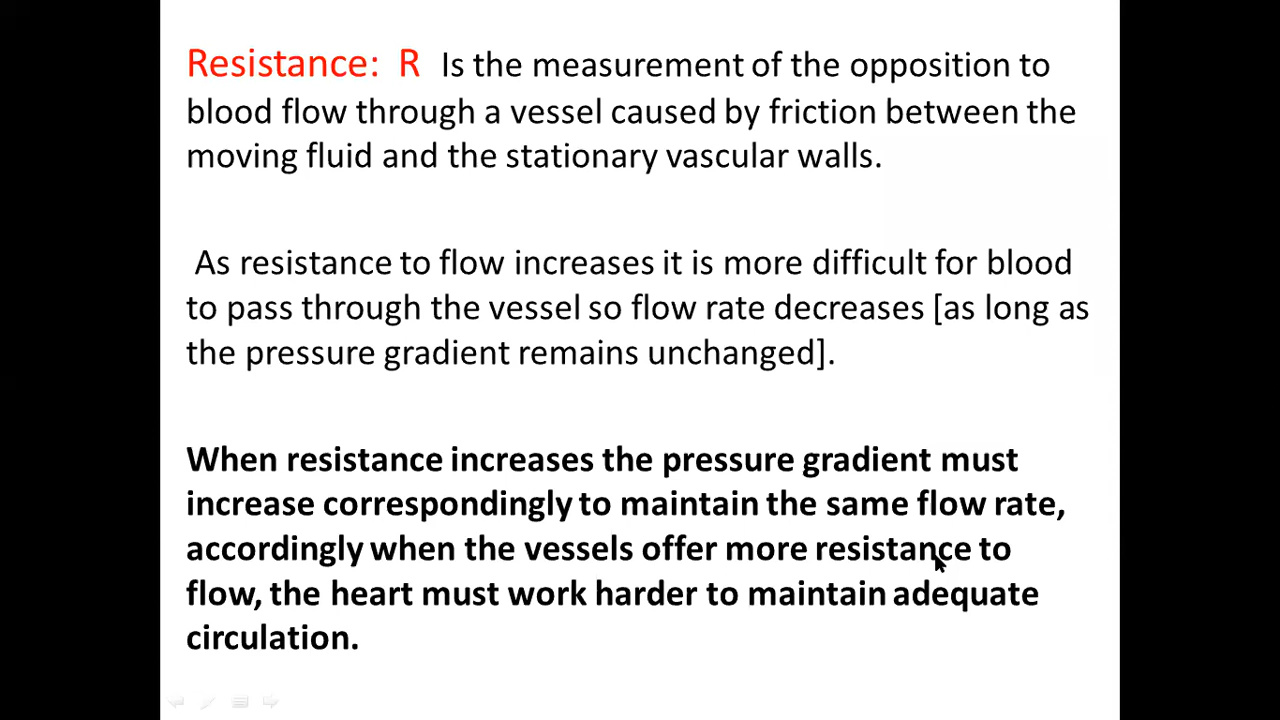 Resistance: R Is the measurement of the opposition to
blood flow through a vessel caused by friction between the
moving fluid and the stationary vascular walls.
As resistance to flow increases it is more difficult for blood
to pass through the vessel so flow rate decreases [as long as
the pressure gradient remains unchanged].
When resistance increases the pressure gradient must
increase correspondingly to maintain the same flow rate,
accordingly when the vessels offer more resistance to
flow, the heart must work harder to maintain adequate
circulation.